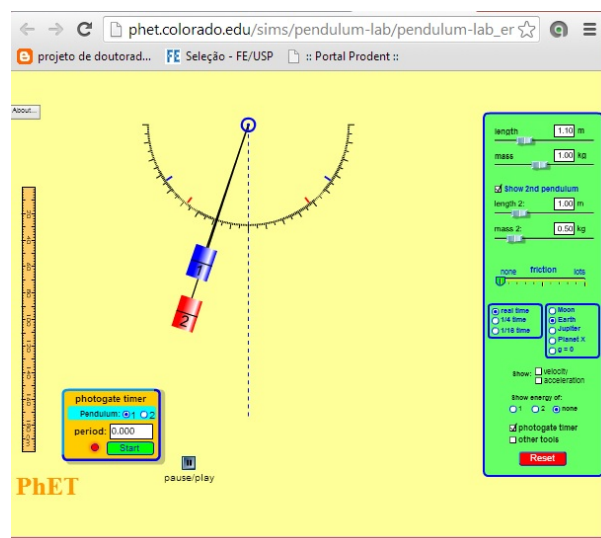 phet.colorado.edu/sims/pendulum-lab/pendulum-lab_er
projeto de doutorad... FE Seleção - FE/USP :: Portal Prodent ::
About...
length 1.10 m
mass 1.00 kg
Show 2nd pendulum
length 2: 1.00 m
mass 2: 0.50 kg
friction
none lots
real time
1/4 time
1/16 time
Moon
Earth
Jupiter
Planet X
g = 0
Show: velocity
acceleration
Show energy of:
1 2 none
photogate timer
other tools
Reset
1
2
photogate timer
Pendulum: 1 2
period: 0.000
Start
pause/play
PhET